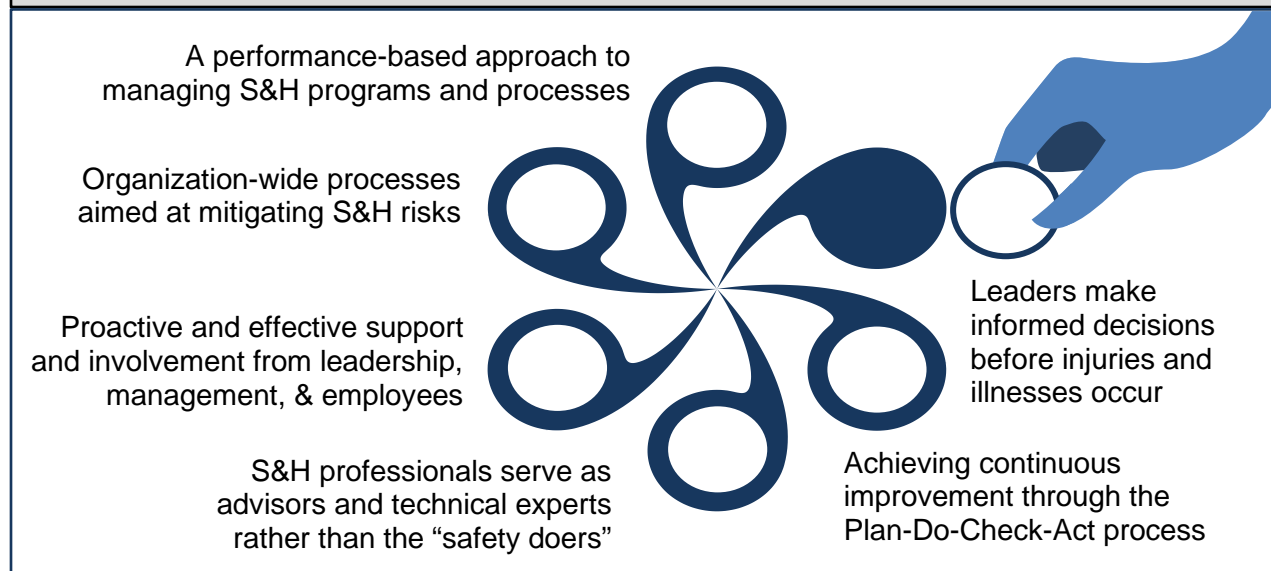 A performance-based approach to
managing S&H programs and processes
Organization-wide processes
aimed at mitigating S&H risks
Proactive and effective support
and involvement from leadership,
management, & employees
S&H professionals serve as
advisors and technical experts
rather than the “safety doers”
Leaders make
informed decisions
before injuries and
illnesses occur
Achieving continuous
improvement through the
Plan-Do-Check-Act process